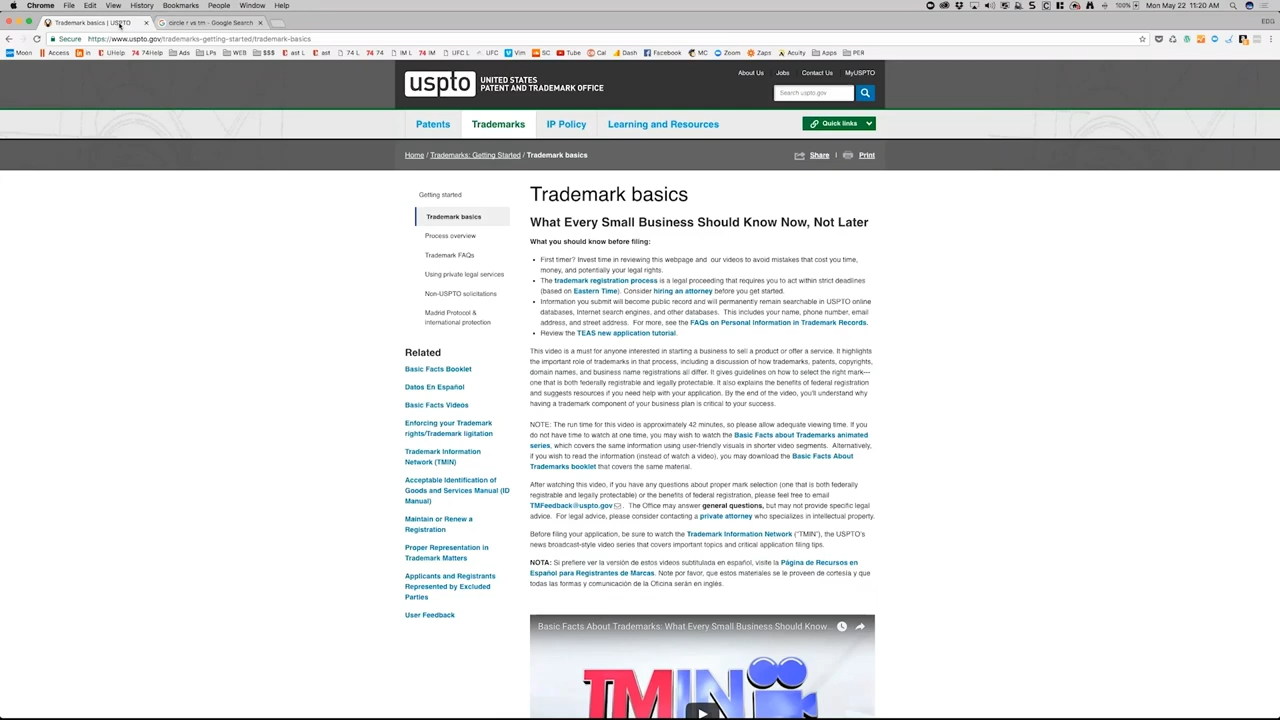 Chrome File Edit View History Bookmarks People Window Help 100% Mon May 22 11:20 AM
Trademark basics | USPTO circle r vs tm - Google Search EDG
Secure https://www.uspto.gov/trademarks-getting-started/trademark-basics
Moon Access in UHelp 74Help Ads LPs WEB $$$ cast L cast 74 L 74 IM L IM UFC L UFC Vim SC Tube Cal Dash Facebook MC Zoom Zaps Acuity Apps PER
About Us Jobs Contact Us MyUSPTO
uspto UNITED STATES
PATENT AND TRADEMARK OFFICE
Search uspto.gov
Patents Trademarks IP Policy Learning and Resources Quick links
Home / Trademarks: Getting Started / Trademark basics Share | Print
Getting started
Trademark basics
Process overview
Trademark FAQs
Using private legal services
Non-USPTO solicitations
Madrid Protocol &
international protection
Related
Basic Facts Booklet
Datos En Español
Basic Facts Videos
Enforcing your Trademark
rights/Trademark litigation
Trademark Information
Network (TMIN)
Acceptable Identification of
Goods and Services Manual (ID
Manual)
Maintain or Renew a
Registration
Proper Representation in
Trademark Matters
Applicants and Registrants
Represented by Excluded
Parties
User Feedback
Trademark basics
What Every Small Business Should Know Now, Not Later
What you should know before filing:
First timer? Invest time in reviewing this webpage and our videos to avoid mistakes that cost you time,
money, and potentially your legal rights.
The trademark registration process is a legal proceeding that requires you to act within strict deadlines
(based on Eastern Time). Consider hiring an attorney before you get started.
Information you submit will become public record and will permanently remain searchable in USPTO online
databases, Internet search engines, and other databases. This includes your name, phone number, email
address, and street address. For more, see the FAQs on Personal Information in Trademark Records.
Review the TEAS new application tutorial.
This video is a must for anyone interested in starting a business to sell a product or offer a service. It highlights
the important role of trademarks in that process, including a discussion of how trademarks, patents, copyrights,
domain names, and business name registrations all differ. It gives guidelines on how to select the right mark—
one that is both federally registrable and legally protectable. It also explains the benefits of federal registration
and suggests resources if you need help with your application. By the end of the video, you'll understand why
having a trademark component of your business plan is critical to your success.
NOTE: The run time for this video is approximately 42 minutes, so please allow adequate viewing time. If you
do not have time to watch at one time, you may wish to watch the Basic Facts about Trademarks animated
series, which covers the same information using user-friendly visuals in shorter video segments. Alternatively,
if you wish to read the information (instead of watch a video), you may download the Basic Facts About
Trademarks booklet that covers the same material.
After watching this video, if you have any questions about proper mark selection (one that is both federally
registrable and legally protectable) or the benefits of federal registration, please feel free to email
TMFeedback@uspto.gov. The Office may answer general questions, but may not provide specific legal
advice. For legal advice, please consider contacting a private attorney who specializes in intellectual property.
Before filing your application, be sure to watch the Trademark Information Network ("TMIN"), the USPTO's
news broadcast-style video series that covers important topics and critical application filing tips.
NOTA: Si prefiere ver la versión de estos videos subtitulada en español, visite la Página de Recursos en
Español para Registrantes de Marcas. Note por favor, que estos materiales se le proveen de cortesía y que
todas las formas y comunicación de la Oficina serán en inglés.
Basic Facts About Trademarks: What Every Small Business Should Know...
TMIN